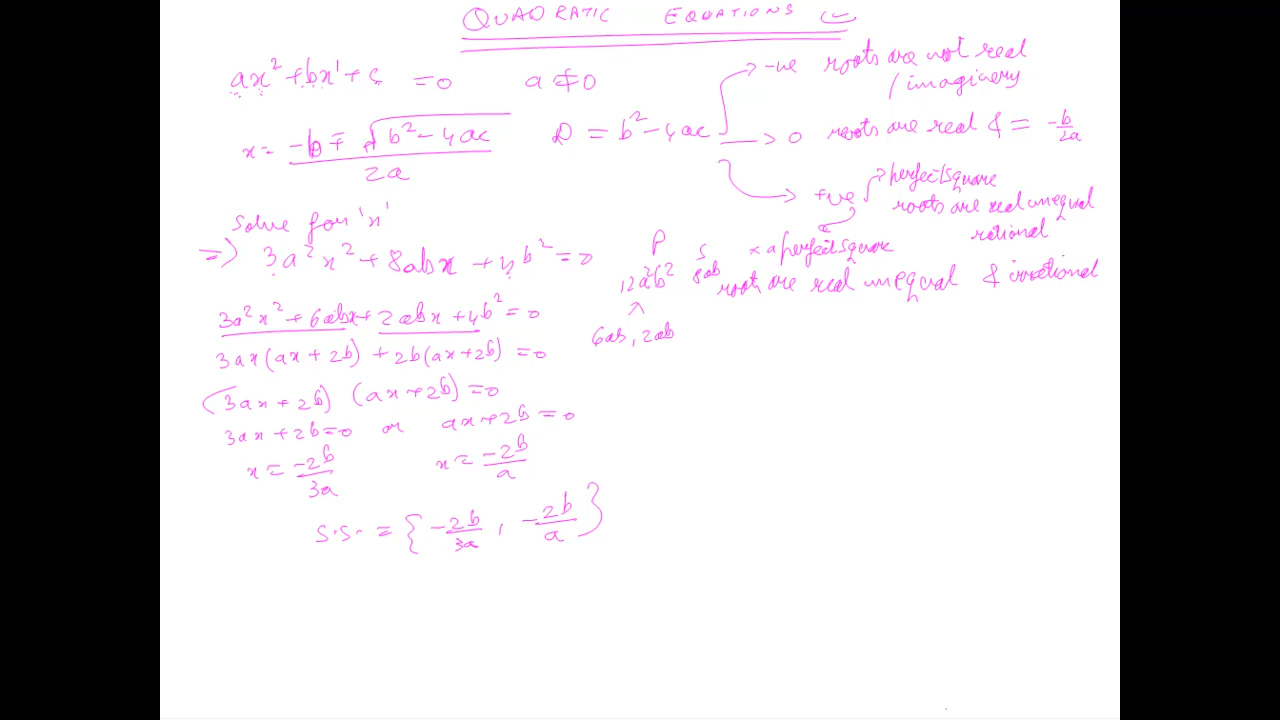 QUADRATIC EQUATIONS
ax² + bx¹ + c = 0 a ≠ 0
x = (-b ∓ √(b² - 4ac)) / 2a
D = b² - 4ac
-ve roots are not real
/ imaginery
0 roots are real & = -b/2a
+ve perfect square
roots are real unequal
rational
x a perfect square
roots are real unequal & irrational
Solve for 'x'
⇒ 3a²x² + 8abx + 4b² = 0
P S
12a²b² 8ab
6ab, 2ab
3a²x² + 6abx + 2abx + 4b² = 0
3ax(ax + 2b) + 2b(ax + 2b) = 0
(3ax + 2b) (ax + 2b) = 0
3ax + 2b = 0 or ax + 2b = 0
x = -2b/3a x = -2b/a
S.S. = { -2b/3a , -2b/a }